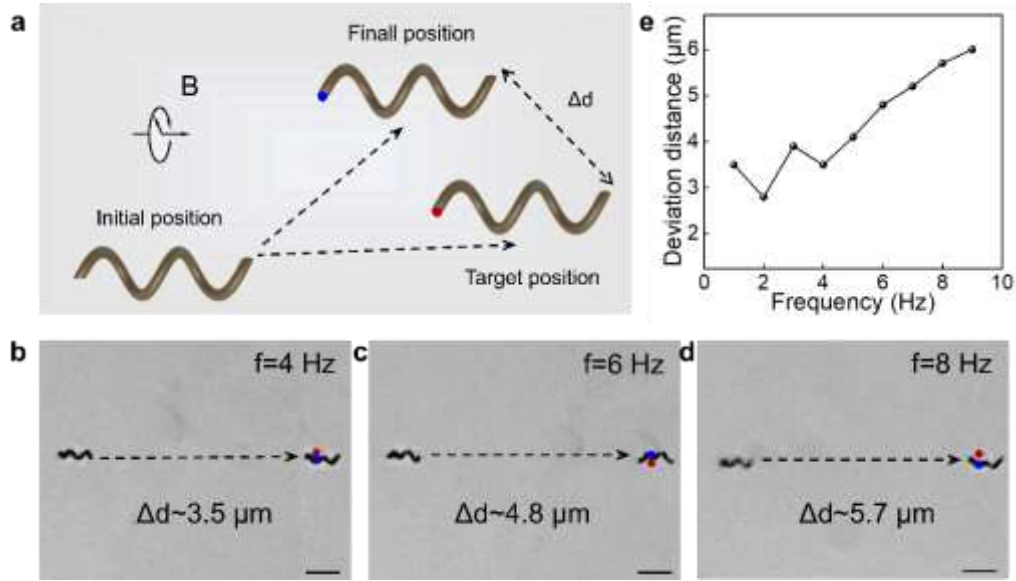 a
Finall position
B
Δd
Initial position
Target position
e
Deviation distance (μm)
6
5
4
3
2
0 2 4 6 8 10
Frequency (Hz)
b
f=4 Hz
Δd~3.5 μm
c
f=6 Hz
Δd~4.8 μm
d
f=8 Hz
Δd~5.7 μm